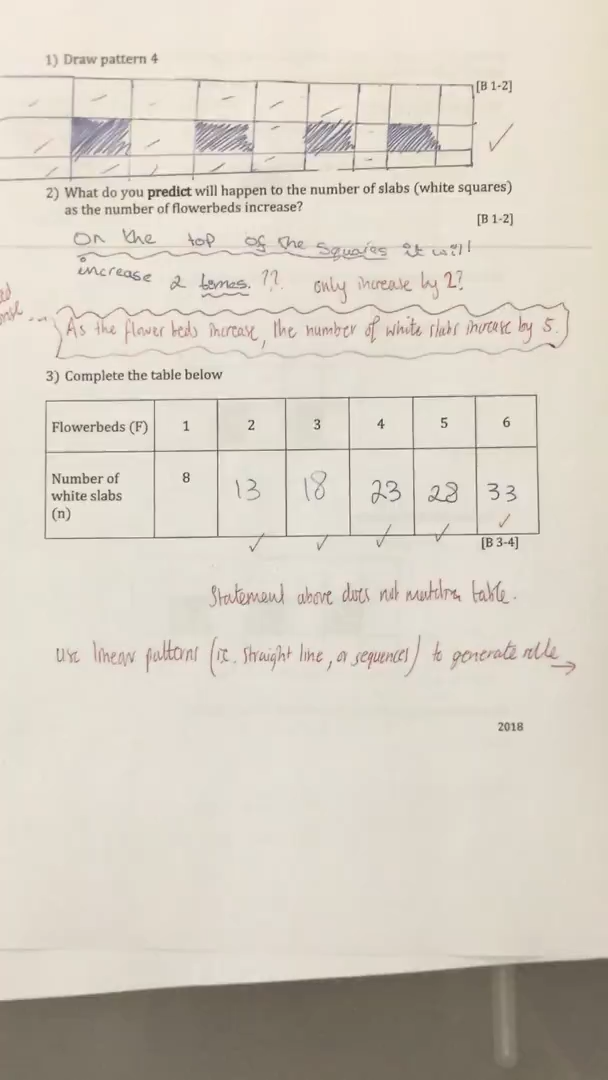 1) Draw pattern 4
[B 1-2]
2) What do you predict will happen to the number of slabs (white squares)
as the number of flowerbeds increase?
[B 1-2]
On the top of the squares it will
increase 2 tomes. ?? only increase by 2?
As the flower beds increase, the number of white slabs increase by 5.
3) Complete the table below
Flowerbeds (F) 1 2 3 4 5 6
Number of white slabs (n) 8 13 18 23 28 33
[B 3-4]
Statement above does not match table.
use linear patterns (ie. straight line, or sequences) to generate rule
2018